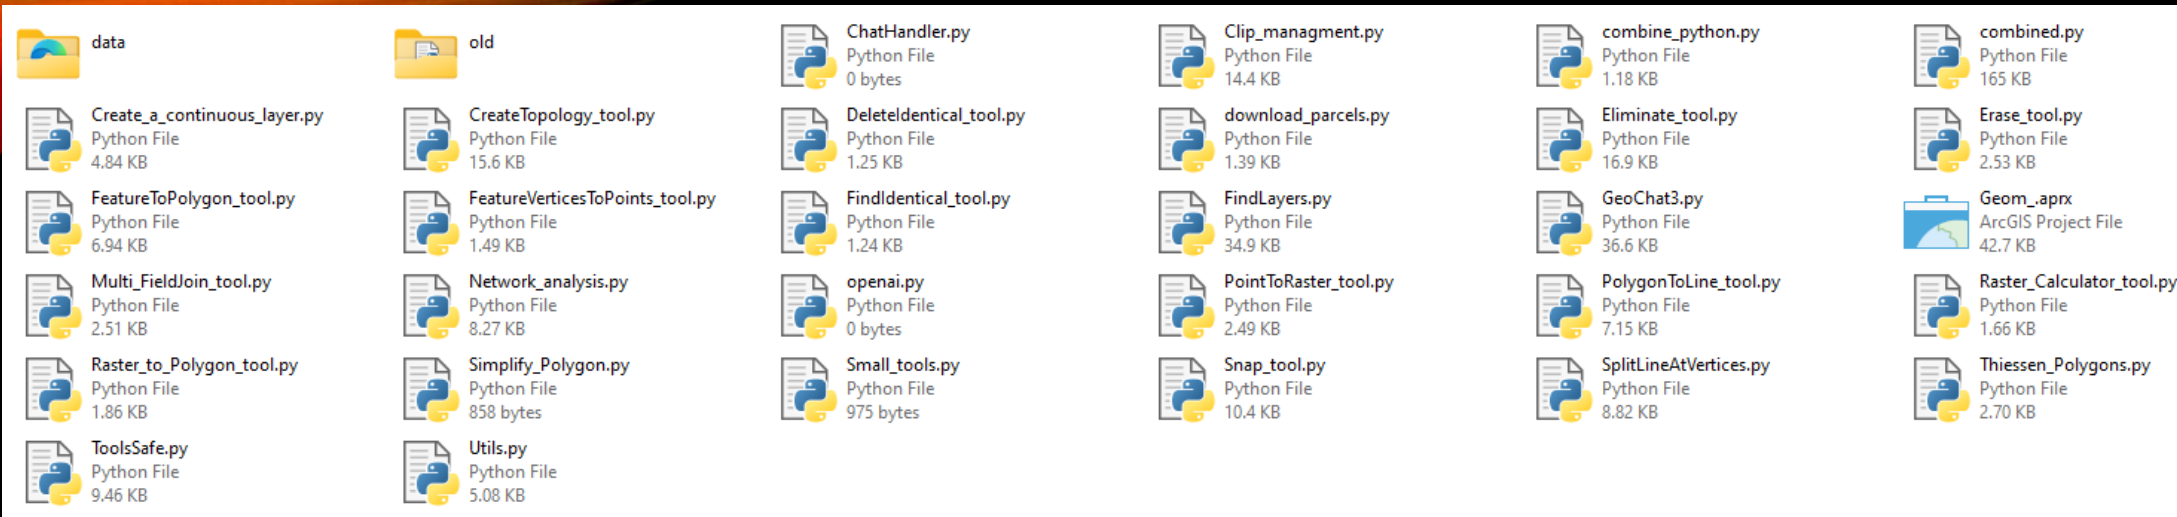 data
old
ChatHandler.py
Python File
0 bytes
Clip_managment.py
Python File
14.4 KB
combine_python.py
Python File
1.18 KB
combined.py
Python File
165 KB
Create_a_continuous_layer.py
Python File
4.84 KB
CreateTopology_tool.py
Python File
15.6 KB
DeleteIdentical_tool.py
Python File
1.25 KB
download_parcels.py
Python File
1.39 KB
Eliminate_tool.py
Python File
16.9 KB
Erase_tool.py
Python File
2.53 KB
FeatureToPolygon_tool.py
Python File
6.94 KB
FeatureVerticesToPoints_tool.py
Python File
1.49 KB
FindIdentical_tool.py
Python File
1.24 KB
FindLayers.py
Python File
34.9 KB
GeoChat3.py
Python File
36.6 KB
Geom_.aprx
ArcGIS Project File
42.7 KB
Multi_FieldJoin_tool.py
Python File
2.51 KB
Network_analysis.py
Python File
8.27 KB
openai.py
Python File
0 bytes
PointToRaster_tool.py
Python File
2.49 KB
PolygonToLine_tool.py
Python File
7.15 KB
Raster_Calculator_tool.py
Python File
1.66 KB
Raster_to_Polygon_tool.py
Python File
1.86 KB
Simplify_Polygon.py
Python File
858 bytes
Small_tools.py
Python File
975 bytes
Snap_tool.py
Python File
10.4 KB
SplitLineAtVertices.py
Python File
8.82 KB
Thiessen_Polygons.py
Python File
2.70 KB
ToolsSafe.py
Python File
9.46 KB
Utils.py
Python File
5.08 KB